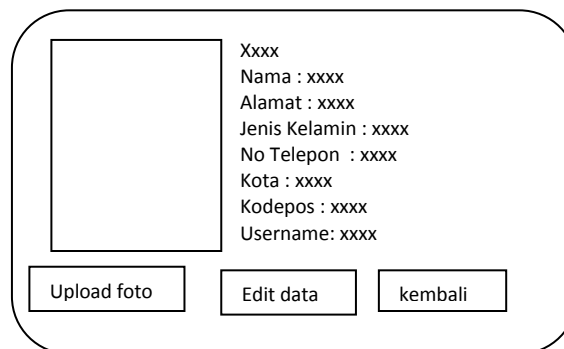 Xxxx
Nama : xxxx
Alamat : xxxx
Jenis Kelamin : xxxx
No Telepon  : xxxx
Kota : xxxx
Kodepos : xxxx
Username: xxxx
Upload foto
Edit data
kembali